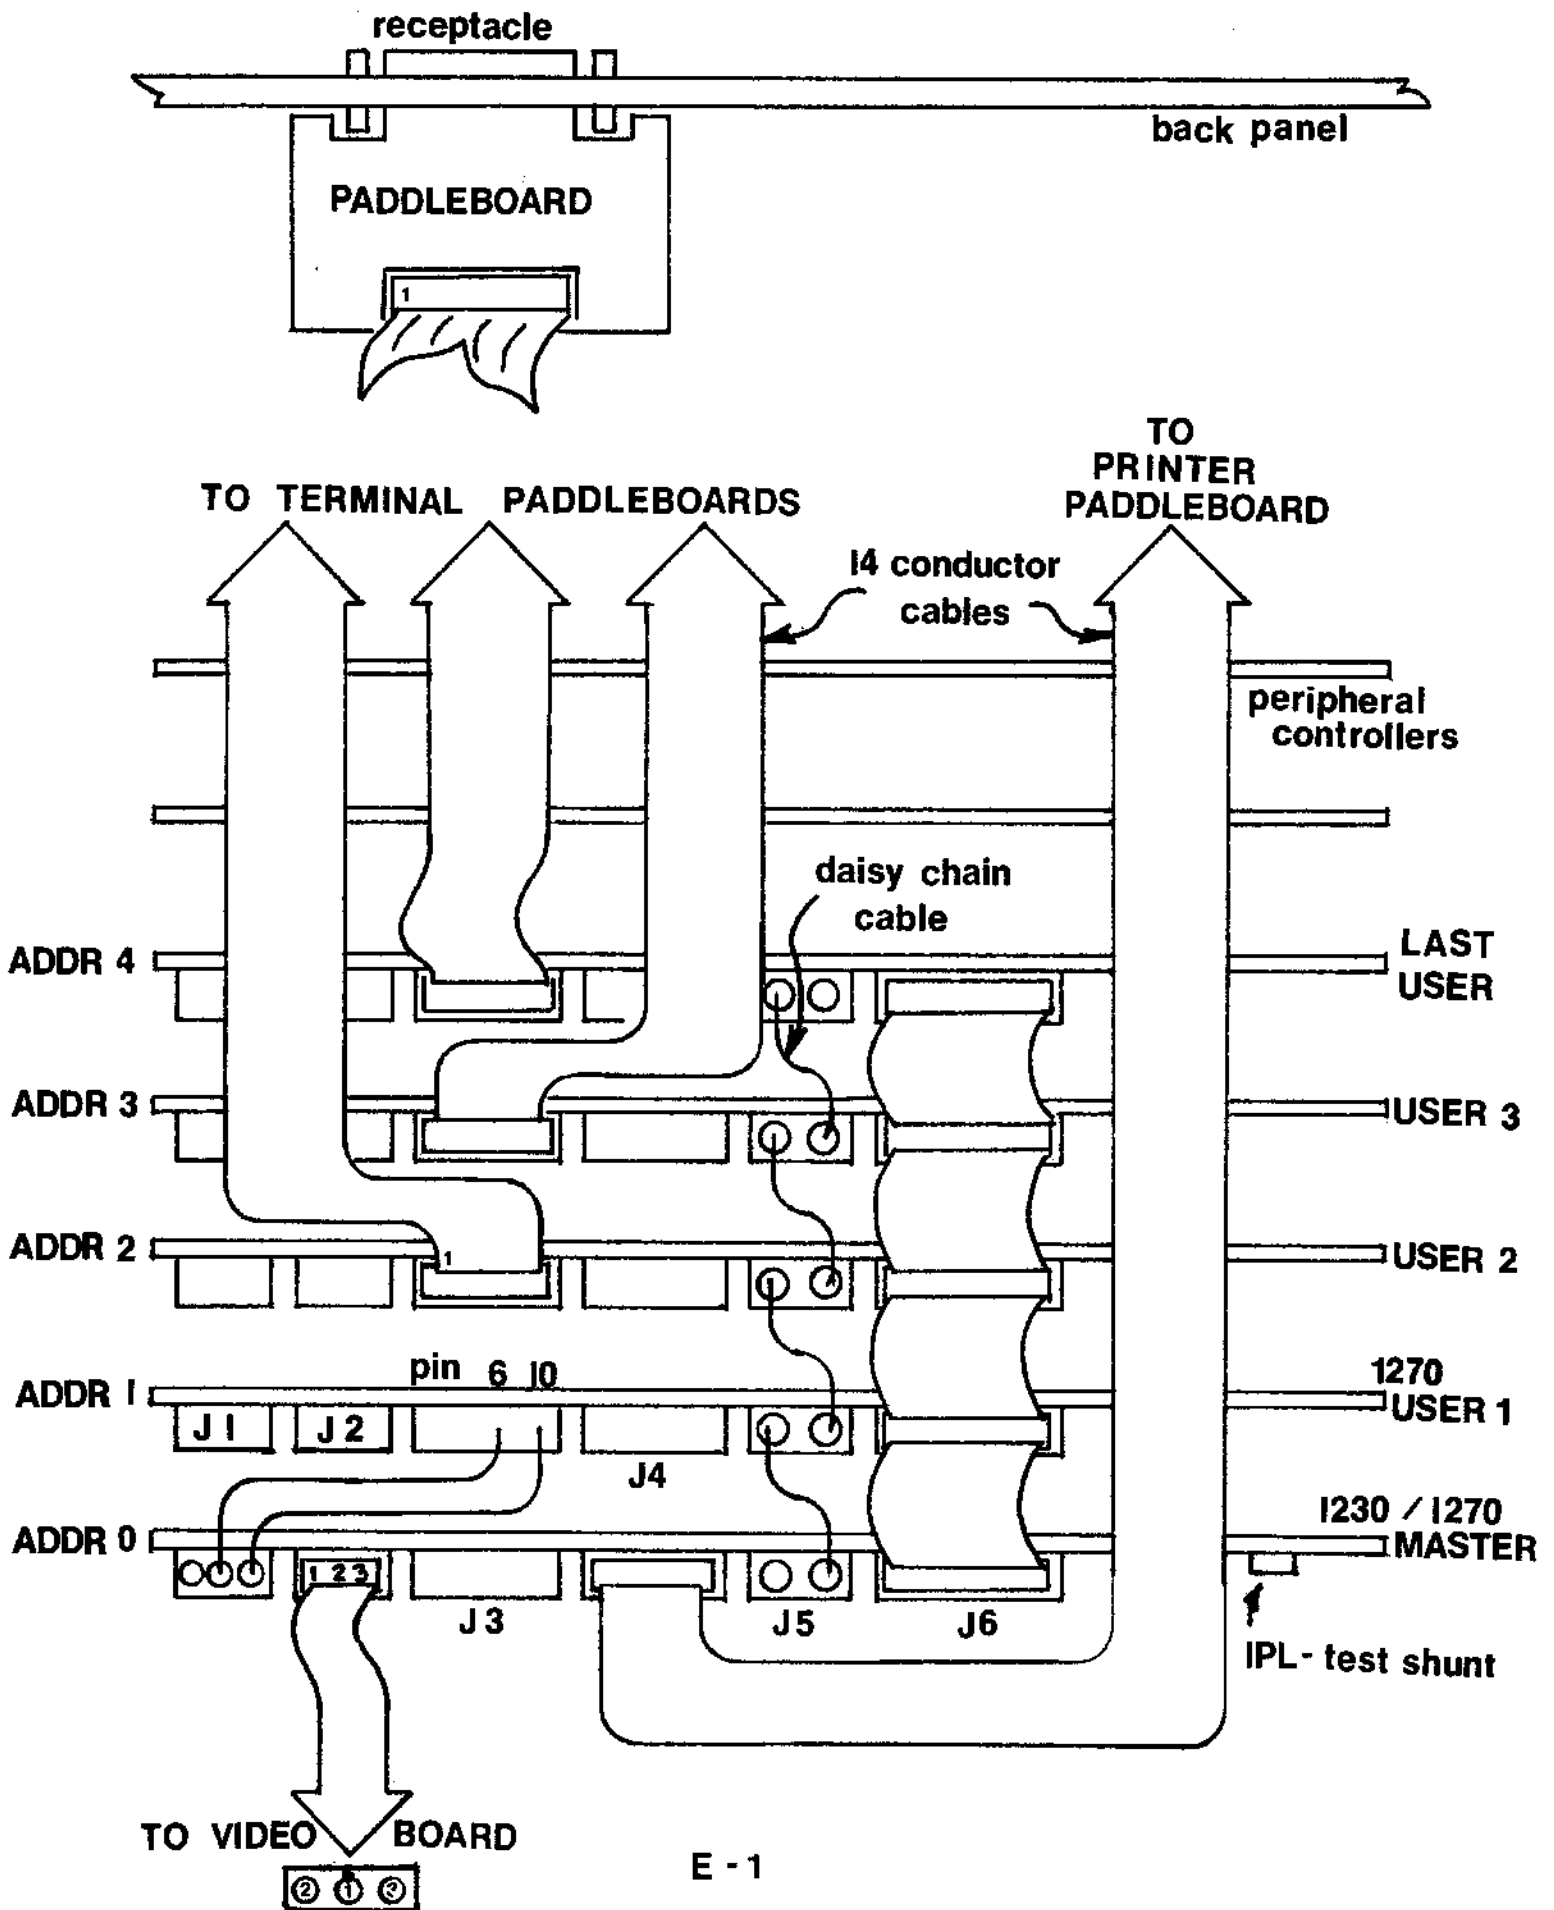 receptacle
back panel
PADDLEBOARD
1
TO TERMINAL PADDLEBOARDS
TO
PRINTER
PADDLEBOARD
14 conductor
cables
peripheral
controllers
daisy chain
cable
ADDR 4
LAST
USER
ADDR 3
USER 3
ADDR 2
1
USER 2
pin 6 10
ADDR 1
1270
USER 1
J1
J2
J4
ADDR 0
1230 / 1270
MASTER
1 2 3
J3
J5
J6
IPL- test shunt
TO VIDEO BOARD
2 1 3
E - 1